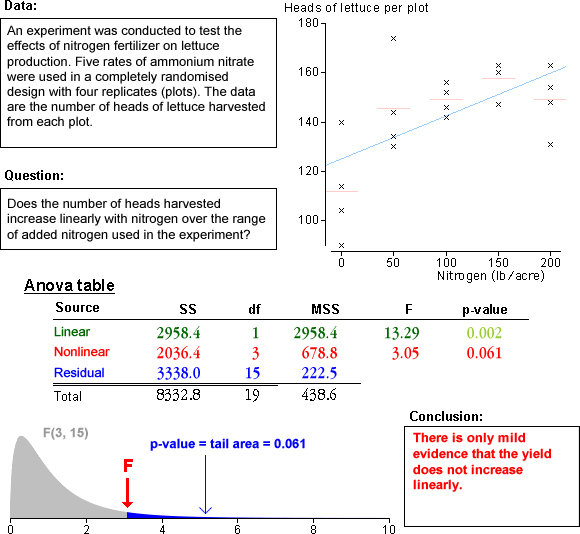 Data:
An experiment was conducted to test the
effects of nitrogen fertilizer on lettuce
production. Five rates of ammonium nitrate
were used in a completely randomised
design with four replicates (plots). The data
are the number of heads of lettuce harvested
from each plot.
Question:
Does the number of heads harvested
increase linearly with nitrogen over the range
of added nitrogen used in the experiment?
Heads of lettuce per plot
180
160
140
120
100
0 50 100 150 200
Nitrogen (lb/acre)
Anova table
Source SS df MSS F p-value
Linear 2958.4 1 2958.4 13.29 0.002
Nonlinear 2036.4 3 678.8 3.05 0.061
Residual 3338.0 15 222.5
Total 8332.8 19 438.6
F(3, 15)
F
p-value = tail area = 0.061
0 2 4 6 8 10
Conclusion:
There is only mild
evidence that the yield
does not increase
linearly.